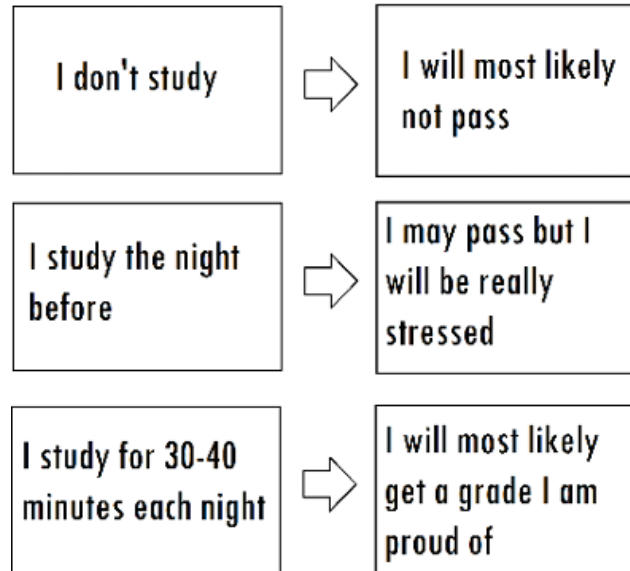 I don't study
I will most likely
not pass
I study the night
before
I may pass but I
will be really
stressed
I study for 30-40
minutes each night
I will most likely
get a grade I am
proud of